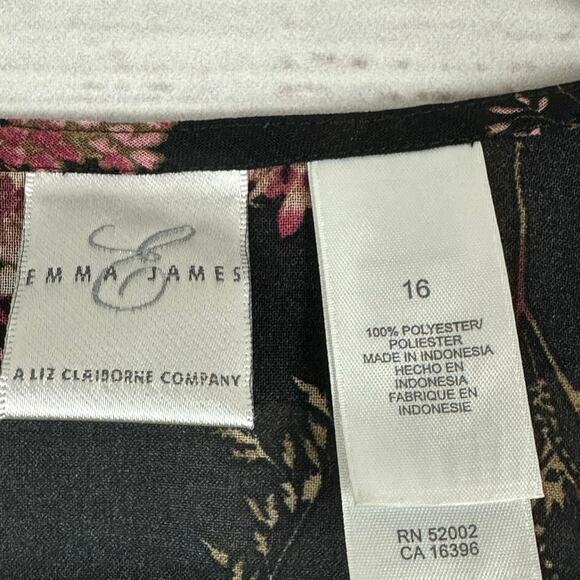 E
EMMA JAMES
A LIZ CLAIBORNE COMPANY
16
100% POLYESTER/
POLIESTER
MADE IN INDONESIA
HECHO EN
INDONESIA
FABRIQUE EN
INDONESIE
RN 52002
CA 16396